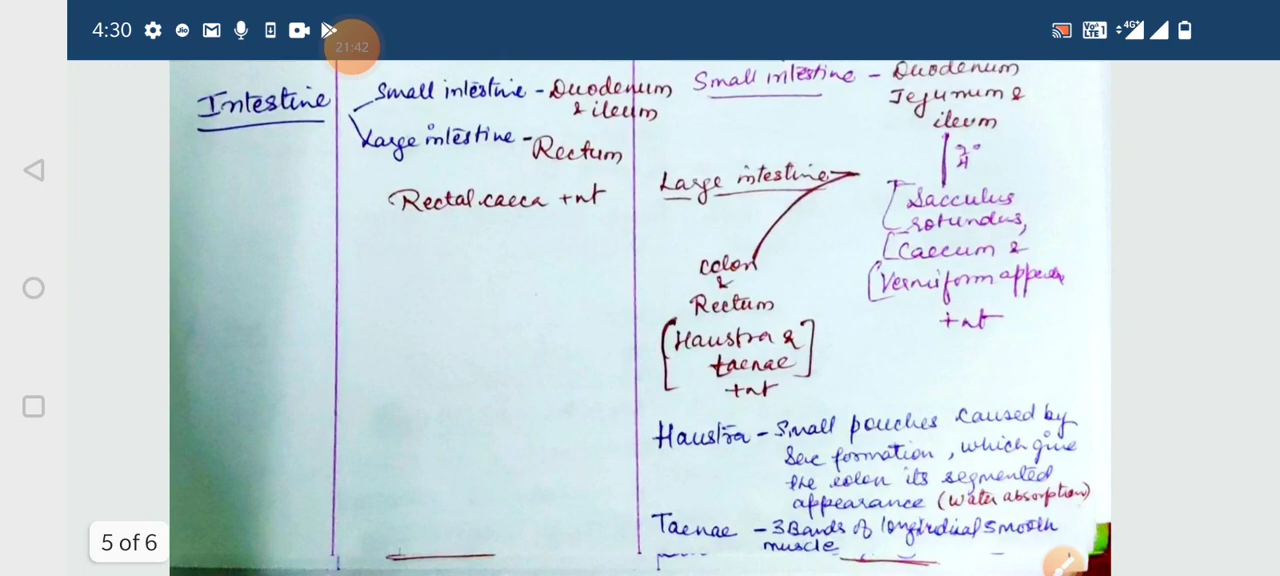 4:30
21:42
Intestine
Small intestine - Duodenum
& ileum
Large intestine - Rectum
Rectal caeca +nt
Small intestine - Duodenum
Jejunum &
ileum
Large intestine
Sacculus
rotundus,
Caecum &
Vermiform appen
+nt
Colon
&
Rectum
[Haustra &
taenae]
+nt
Haustra - Small pouches caused by
Sac formation, which give
the colon its segmented
appearance (water absorption)
Taenae - 3 Bands of longitudial smooth
muscle
5 of 6